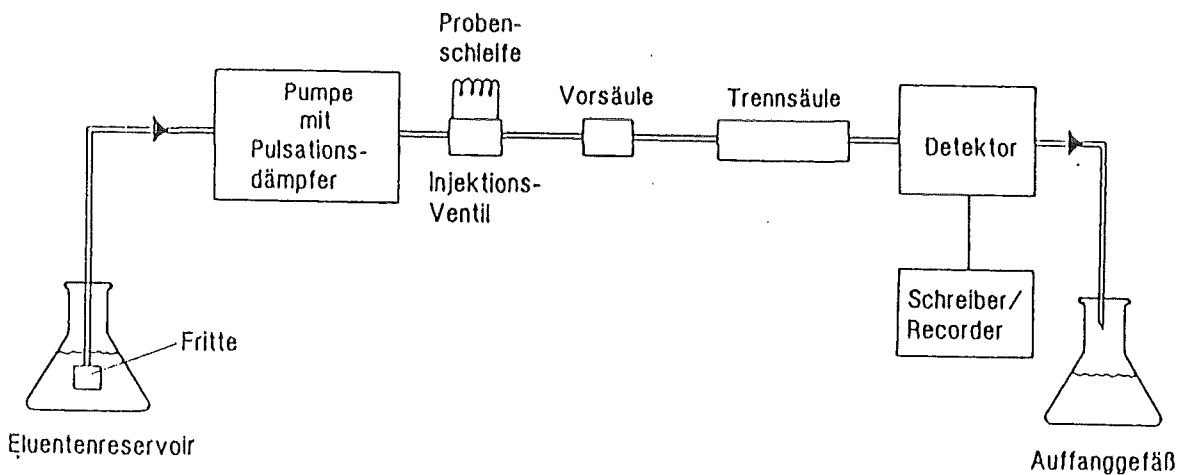 Proben-
schleife
Pumpe
mit
Pulsations-
dämpfer
Vorsäule
Trennsäule
Detektor
Injektions-
Ventil
Schreiber/
Recorder
Fritte
Eluentenreservoir
Auffanggefäß